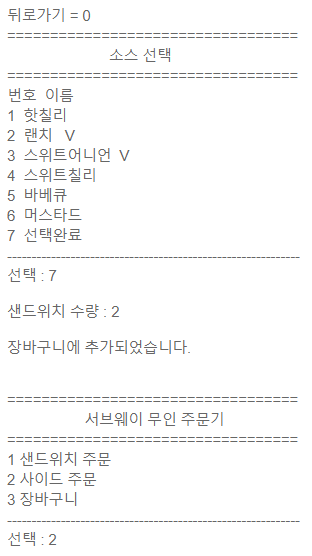 뒤로가기 = 0
==================================
소스 선택
==================================
번호 이름
1 핫칠리
2 랜치 V
3 스위트어니언 V
4 스위트칠리
5 바베큐
6 머스타드
7 선택완료
------------------------------------------------------------
선택 : 7
샌드위치 수량 : 2
장바구니에 추가되었습니다.
==================================
서브웨이 무인 주문기
==================================
1 샌드위치 주문
2 사이드 주문
3 장바구니
------------------------------------------------------------
선택 : 2